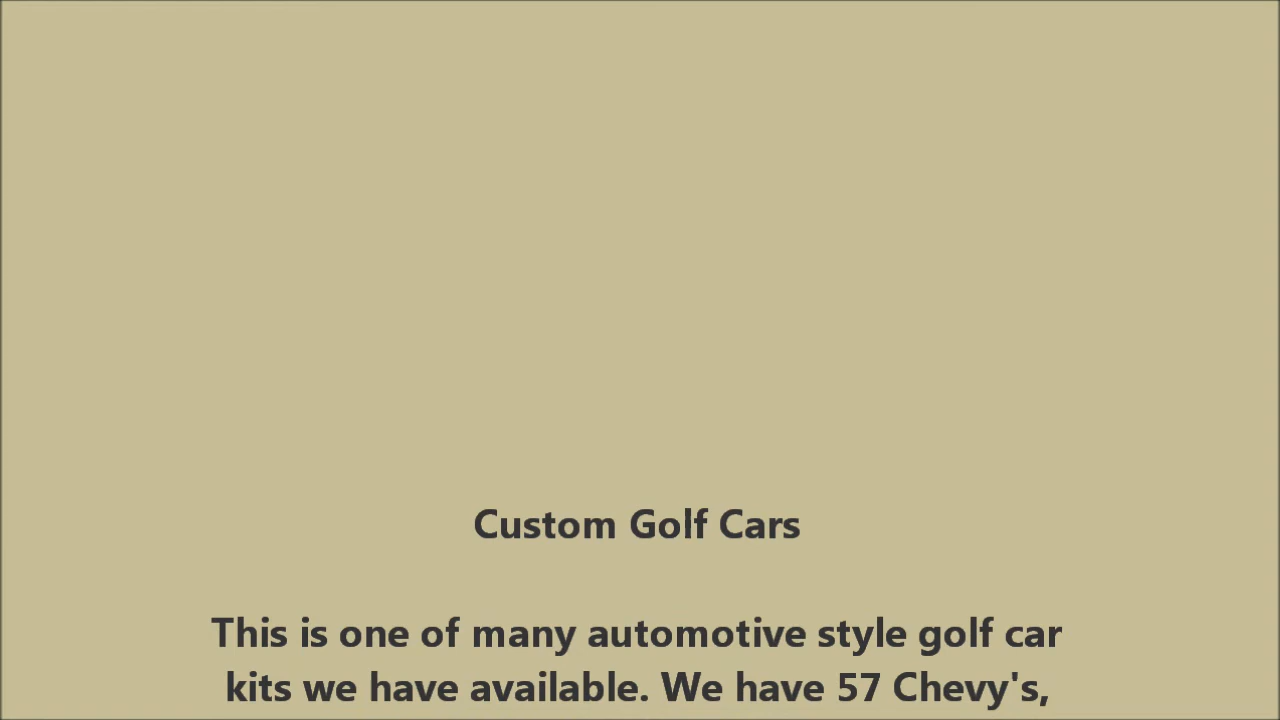 Custom Golf Cars
This is one of many automotive style golf car
kits we have available. We have 57 Chevy's,